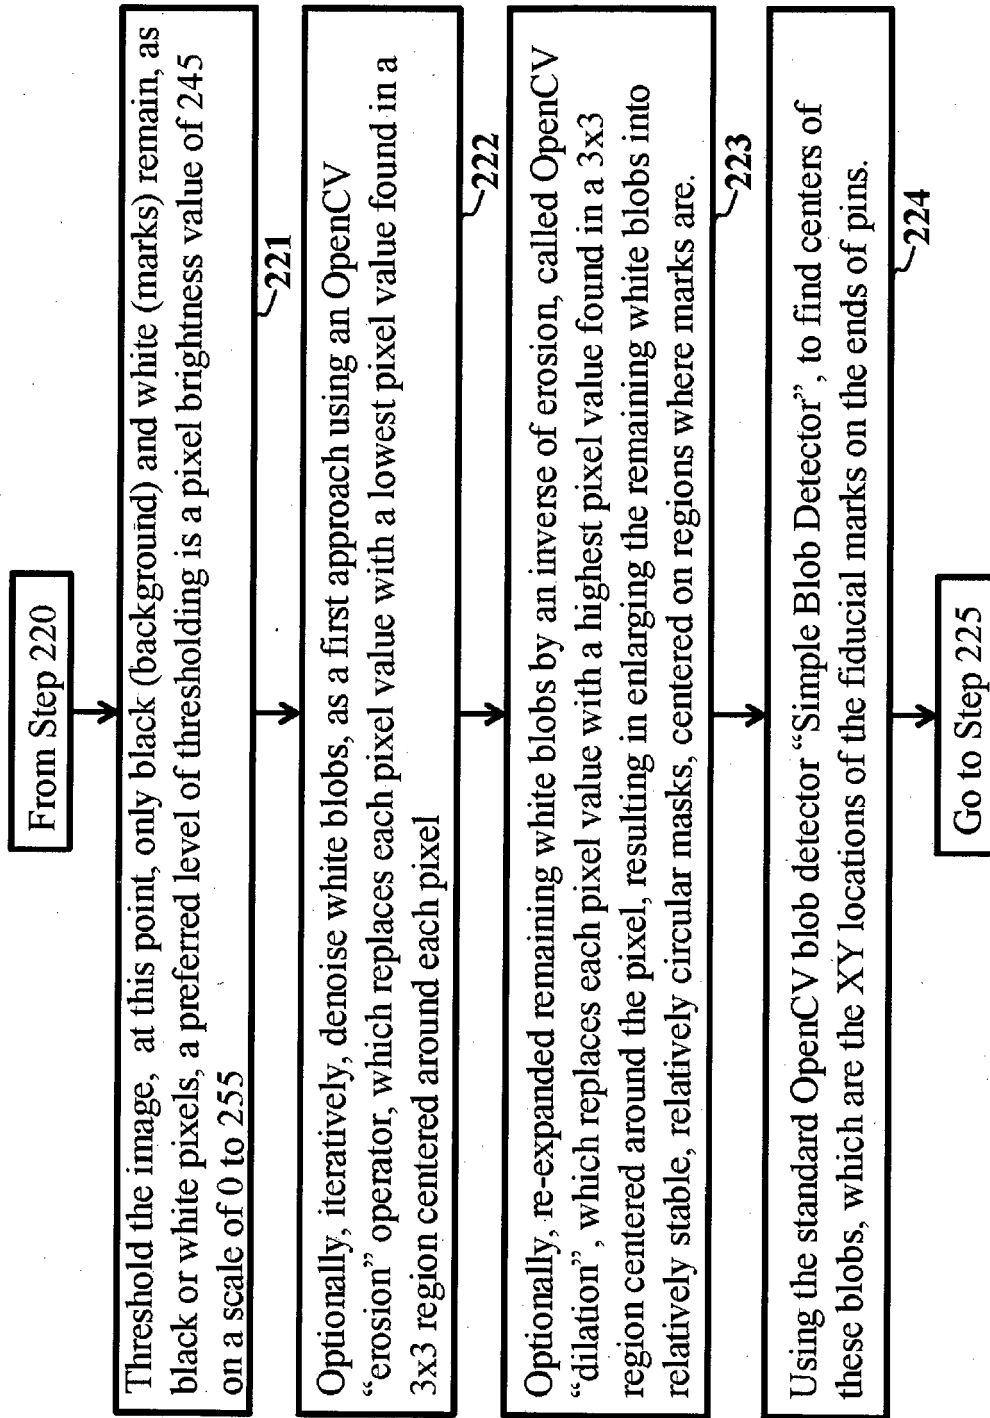 From Step 220
Threshold the image, at this point, only black (background) and white (marks) remain, as
black or white pixels, a preferred level of thresholding is a pixel brightness value of 245
on a scale of 0 to 255
221
Optionally, iteratively, denoise white blobs, as a first approach using an OpenCV
“erosion” operator, which replaces each pixel value with a lowest pixel value found in a
3x3 region centered around each pixel
222
Optionally, re-expanded remaining white blobs by an inverse of erosion, called OpenCV
“dilation”, which replaces each pixel value with a highest pixel value found in a 3x3
region centered around the pixel, resulting in enlarging the remaining white blobs into
relatively stable, relatively circular masks, centered on regions where marks are.
223
Using the standard OpenCV blob detector “Simple Blob Detector”, to find centers of
these blobs, which are the XY locations of the fiducial marks on the ends of pins.
224
Go to Step 225